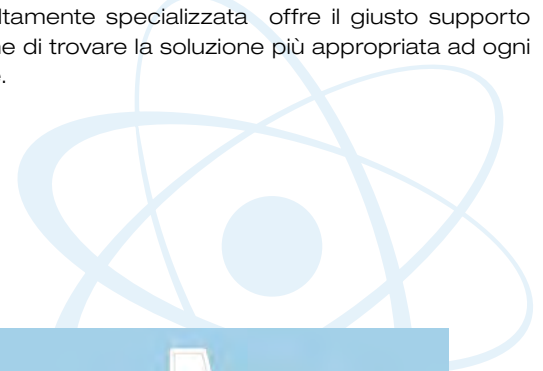 ltamente specializzata offre il giusto supporto
ne di trovare la soluzione più appropriata ad ogni